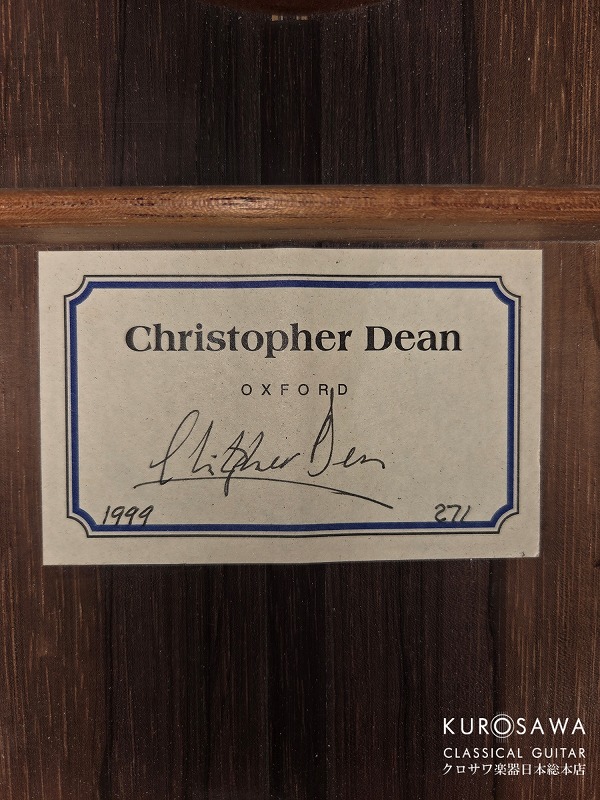 Christopher Dean
OXFORD
Christopher Dean
1999 271
KUROSAWA
CLASSICAL GUITAR
クロサワ楽器日本総本店